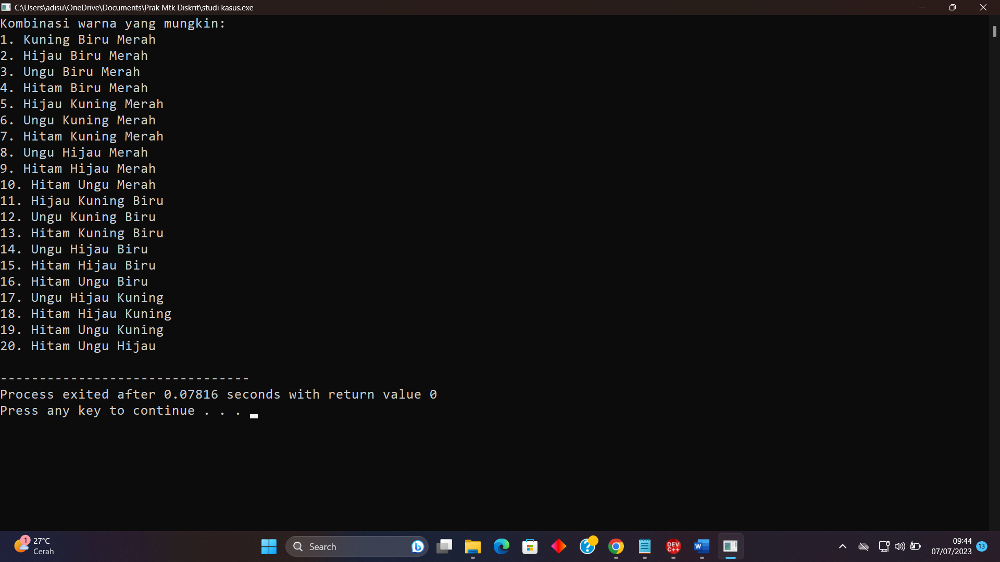 C:\Users\adisu\OneDrive\Documents\Prak Mtk Diskrit\studi kasus.exe
Kombinasi warna yang mungkin:
1. Kuning Biru Merah
2. Hijau Biru Merah
3. Ungu Biru Merah
4. Hitam Biru Merah
5. Hijau Kuning Merah
6. Ungu Kuning Merah
7. Hitam Kuning Merah
8. Ungu Hijau Merah
9. Hitam Hijau Merah
10. Hitam Ungu Merah
11. Hijau Kuning Biru
12. Ungu Kuning Biru
13. Hitam Kuning Biru
14. Ungu Hijau Biru
15. Hitam Hijau Biru
16. Hitam Ungu Biru
17. Ungu Hijau Kuning
18. Hitam Hijau Kuning
19. Hitam Ungu Kuning
20. Hitam Ungu Hijau
--------------------------------
Process exited after 0.07816 seconds with return value 0
Press any key to continue . . .
1
27°C
Cerah
Search
DEV C++
W
09:44
07/07/2023
13